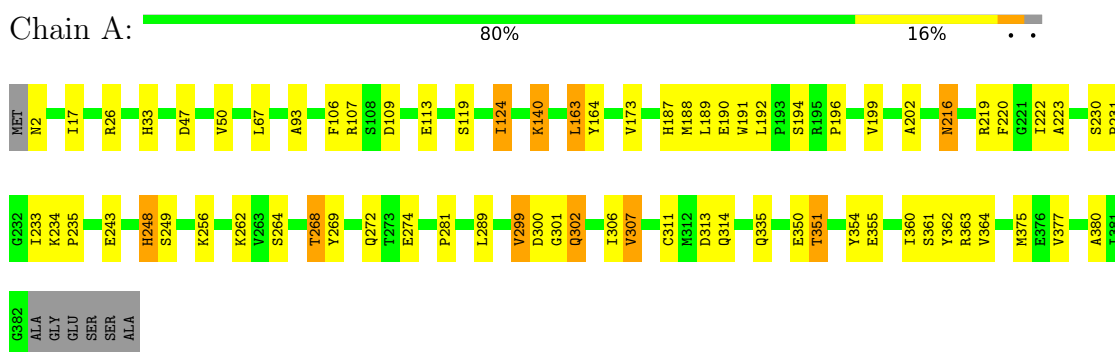 Chain A:
80% 16% • •
MET N2 I17 R26 H33 D47 V50 L67 A93 F106 R107 S108 D109 E113 S119 I124 K140 L163 Y164 V173 H187 M188 L189 E190 W191 L192 P193 S194 R195 P196 V199 A202 N216 R219 F220 G221 I222 A223 S230
G232 I233 K234 P235 E243 H248 S249 K256 K262 V263 S264 T268 Y269 Q272 T273 E274 P281 L289 V299 D300 G301 Q302 I306 V307 C311 M312 D313 Q314 Q335 E350 T351 Y354 E355 I360 S361 Y362 R363 V364 M375 E376 V377 A380
G382 ALA GLY GLU SER SER ALA